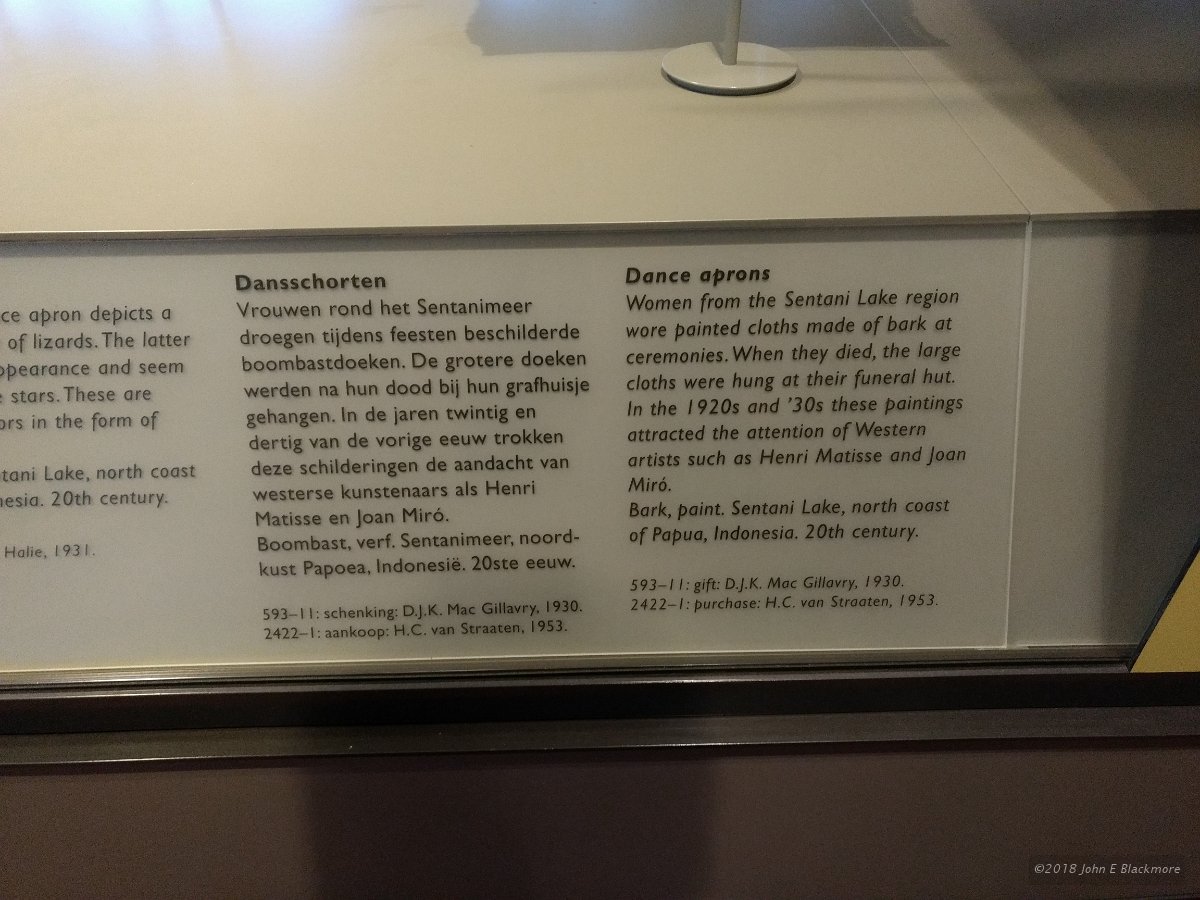 ce apron depicts a
of lizards. The latter
ppearance and seem
stars. These are
ors in the form of
ntani Lake, north coast
nesia. 20th century.
Halie, 1931.
Dansschorten
Vrouwen rond het Sentanimeer
droegen tijdens feesten beschilderde
boombastdoeken. De grotere doeken
werden na hun dood bij hun grafhuisje
gehangen. In de jaren twintig en
dertig van de vorige eeuw trokken
deze schilderingen de aandacht van
westerse kunstenaars als Henri
Matisse en Joan Miró.
Boombast, verf. Sentanimeer, noord-
kust Papoea, Indonesië. 20ste eeuw.
593–11: schenking: D.J.K. Mac Gillavry, 1930.
2422–1: aankoop: H.C. van Straaten, 1953.
Dance aprons
Women from the Sentani Lake region
wore painted cloths made of bark at
ceremonies. When they died, the large
cloths were hung at their funeral hut.
In the 1920s and ’30s these paintings
attracted the attention of Western
artists such as Henri Matisse and Joan
Miró.
Bark, paint. Sentani Lake, north coast
of Papua, Indonesia. 20th century.
593–11: gift: D.J.K. Mac Gillavry, 1930.
2422–1: purchase: H.C. van Straaten, 1953.
©2018 John E Blackmore